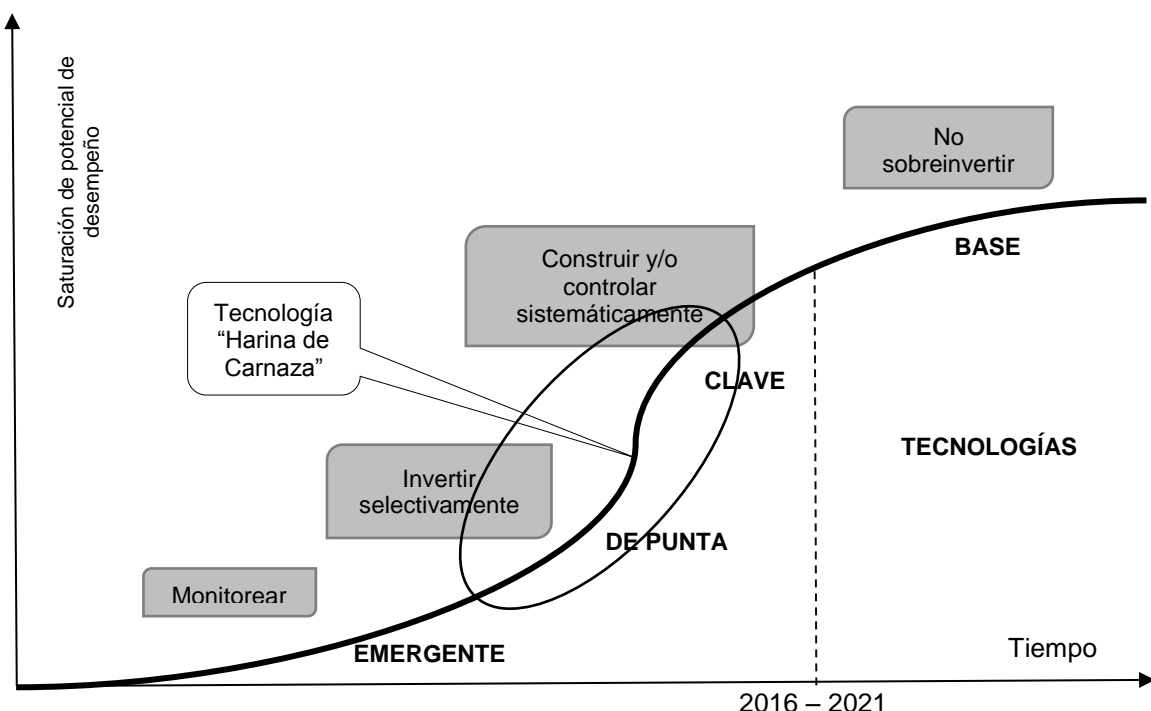 Saturación de potencial de
desempeño
No
sobreinvertir
BASE
Construir y/o
controlar
sistemáticamente
Tecnología
“Harina de
Carnaza”
CLAVE
TECNOLOGÍAS
Invertir
selectivamente
DE PUNTA
Monitorear
EMERGENTE
Tiempo
2016 – 2021